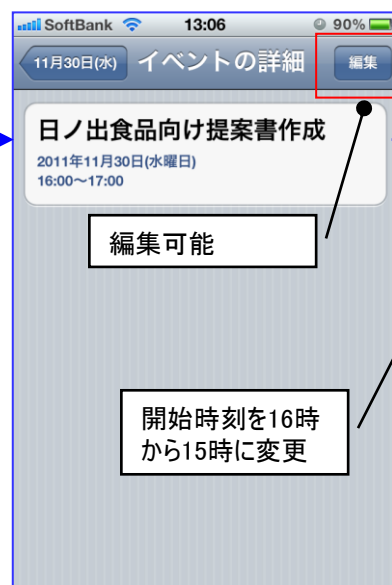 SoftBank 13:06 90%
11月30日(水) イベントの詳細 編集
日ノ出食品向け提案書作成
2011年11月30日(水曜日)
16:00〜17:00
編集可能
開始時刻を16時
から15時に変更